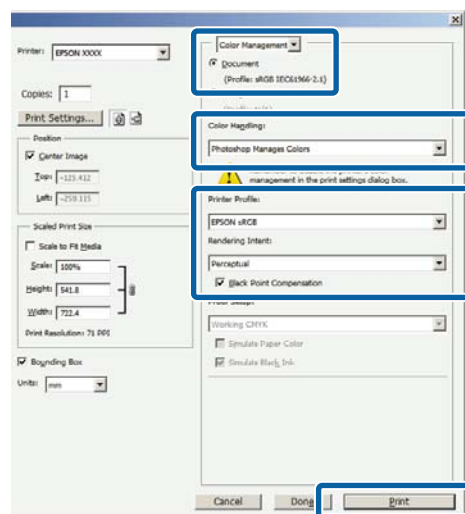 Printer: EPSON XXXX
Copies: 1
Print Settings...
Position
Center Image
Top: -125.412
Left: -259.115
Scaled Print Size
Scale to Fit Media
Scale: 100%
Height: 541.8
Width: 722.4
Print Resolution: 71 PPI
Bounding Box
Units: mm
Color Management
Document
(Profile: sRGB IEC61966-2.1)
Color Handling:
Photoshop Manages Colors
management in the print settings dialog box.
Printer Profile:
EPSON sRGB
Rendering Intent:
Perceptual
Black Point Compensation
Working CMYK
Simulate Paper Color
Simulate Black Ink
Cancel
Print